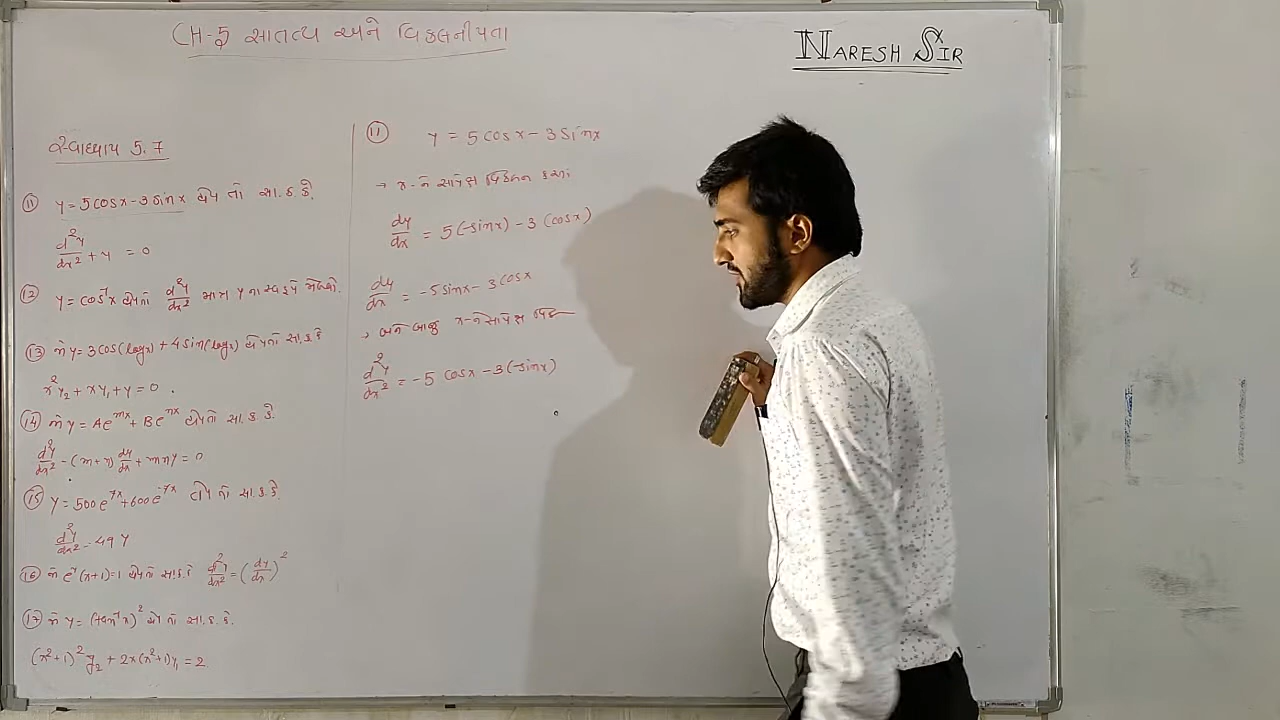 CH-5 સાતત્ય અને વિકલનીયતા
NARESH SIR
સ્વાધ્યાય 5.7
(11) y = 5cosx - 3sinx હોય તો સા.કે.કે.
d²y/dx² + y = 0
(12) y = cos⁻¹x હોય તો d²y/dx² માત્ર y ના સ્વરૂપે મેળવો.
(13) જો y = 3cos(logx) + 4sin(logx) હોય તો સા.કે.કે
x²y₂ + xy₁ + y = 0.
(14) જો y = Ae^mx + Be^nx હોય તો સા.કે.કે.
d²y/dx² - (m+n) dy/dx + mny = 0
(15) y = 500e^7x + 600e^-7x હોય તો સા.કે.કે.
d²y/dx² = 49y
(16) જો e^y(x+1) = 1 હોય તો સા.કે.કે d²y/dx² = (dy/dx)²
(17) જો y = (tan⁻¹x)² હોય તો સા.કે.કે.
(x²+1)² y₂ + 2x(x²+1)y₁ = 2
(11) y = 5cosx - 3sinx
→ x-ને સાપેક્ષ વિકલન કરતાં
dy/dx = 5(-sinx) - 3(cosx)
dy/dx = -5sinx - 3cosx
→ બંને બાજુ x-ને સાપેક્ષ
d²y/dx² = -5 cosx - 3(-sinx)